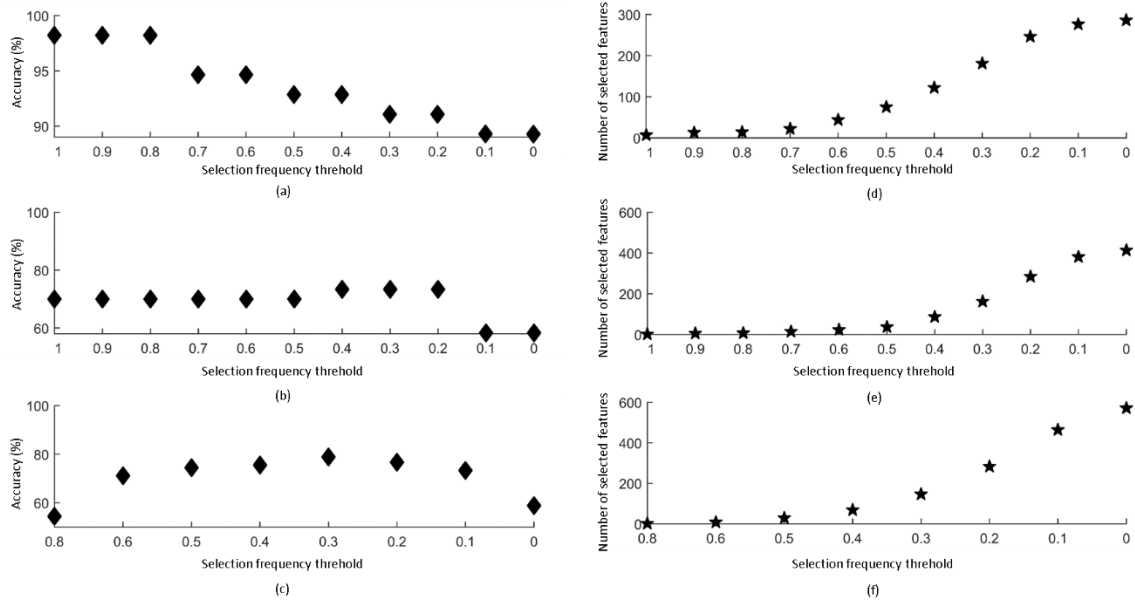 100
95
90
Accuracy (%)
1 0.9 0.8 0.7 0.6 0.5 0.4 0.3 0.2 0.1 0
Selection frequency threhold
(a)
300
200
100
0
Number of selected features
1 0.9 0.8 0.7 0.6 0.5 0.4 0.3 0.2 0.1 0
Selection frequency threhold
(d)
100
80
60
Accuracy (%)
1 0.9 0.8 0.7 0.6 0.5 0.4 0.3 0.2 0.1 0
Selection frequency threhold
(b)
600
400
200
0
Number of selected features
1 0.9 0.8 0.7 0.6 0.5 0.4 0.3 0.2 0.1 0
Selection frequency threhold
(e)
100
80
60
Accuracy (%)
0.8 0.6 0.5 0.4 0.3 0.2 0.1 0
Selection frequency threhold
(c)
600
400
200
0
Number of selected features
0.8 0.6 0.5 0.4 0.3 0.2 0.1 0
Selection frequency threhold
(f)